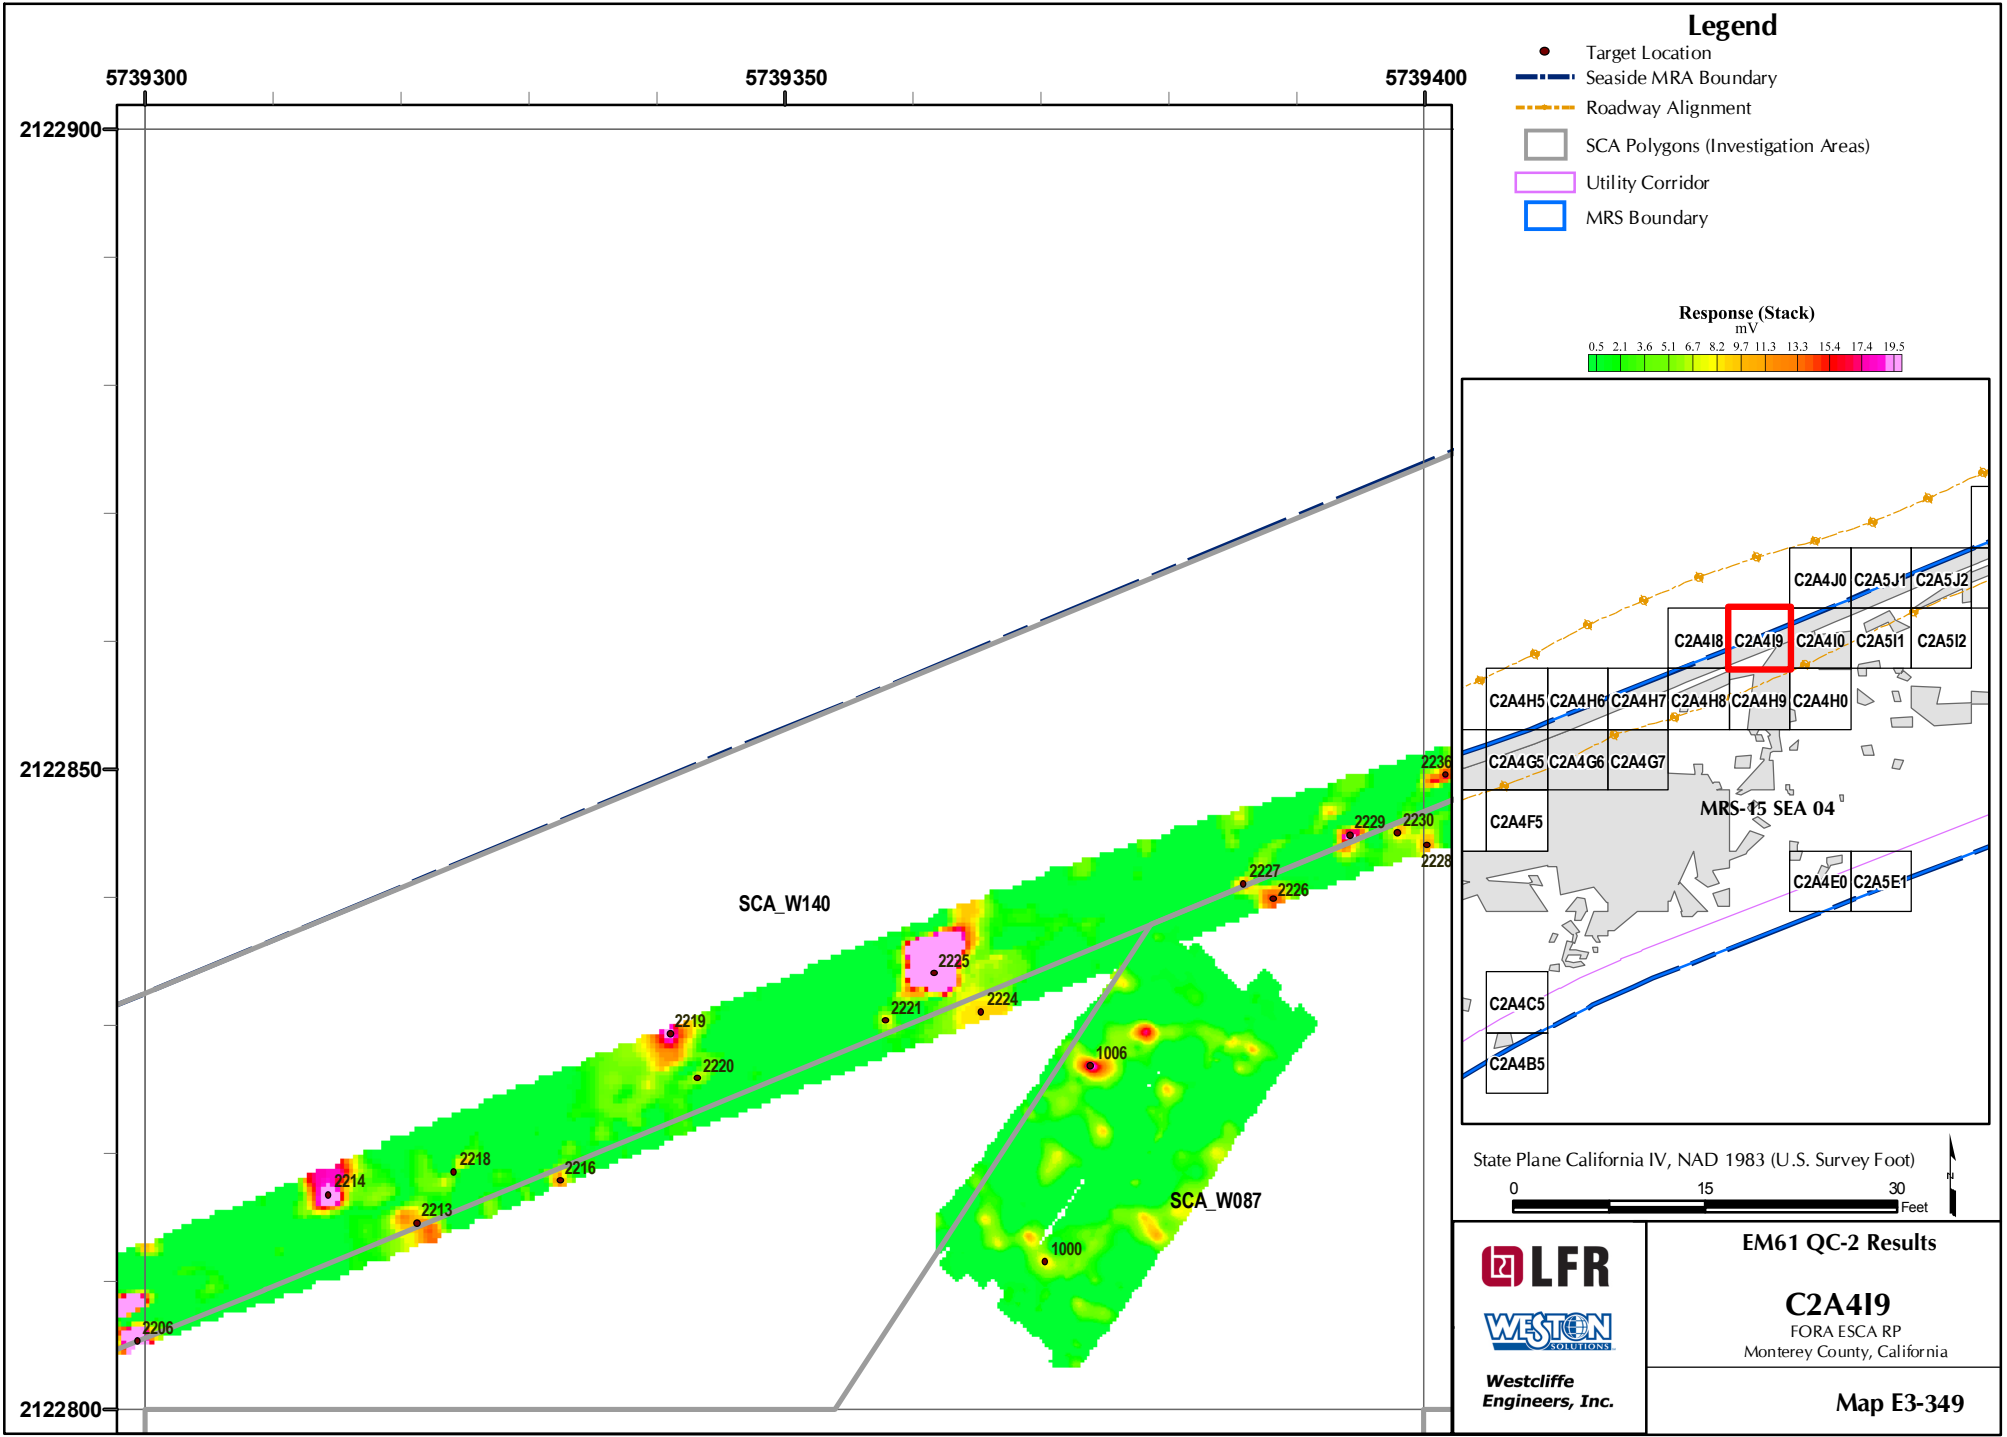 Legend
Target Location
Seaside MRA Boundary
Roadway Alignment
SCA Polygons (Investigation Areas)
Utility Corridor
MRS Boundary
5739300
5739350
5739400
2122900
2122850
2122800
Response (Stack)
mV
0.5 2.1 3.6 5.1 6.7 8.2 9.7 11.3 13.3 15.4 17.4 19.5
2236
2229
2230
2228
2227
2226
SCA_W140
2225
2224
2221
2219
2220
1006
2218
2216
2214
2213
SCA_W087
1000
2206
C2A4J0 C2A5J1 C2A5J2
C2A4I8 C2A4I9 C2A4I0 C2A5I1 C2A5I2
C2A4H5 C2A4H6 C2A4H7 C2A4H8 C2A4H9 C2A4H0
C2A4G5 C2A4G6 C2A4G7
MRS-15 SEA 04
C2A4F5
C2A4E0 C2A5E1
C2A4C5
C2A4B5
State Plane California IV, NAD 1983 (U.S. Survey Foot)
0 15 30
Feet
N
LFR
WESTON
SOLUTIONS
Westcliffe
Engineers, Inc.
EM61 QC-2 Results
C2A4I9
FORA ESCA RP
Monterey County, California
Map E3-349